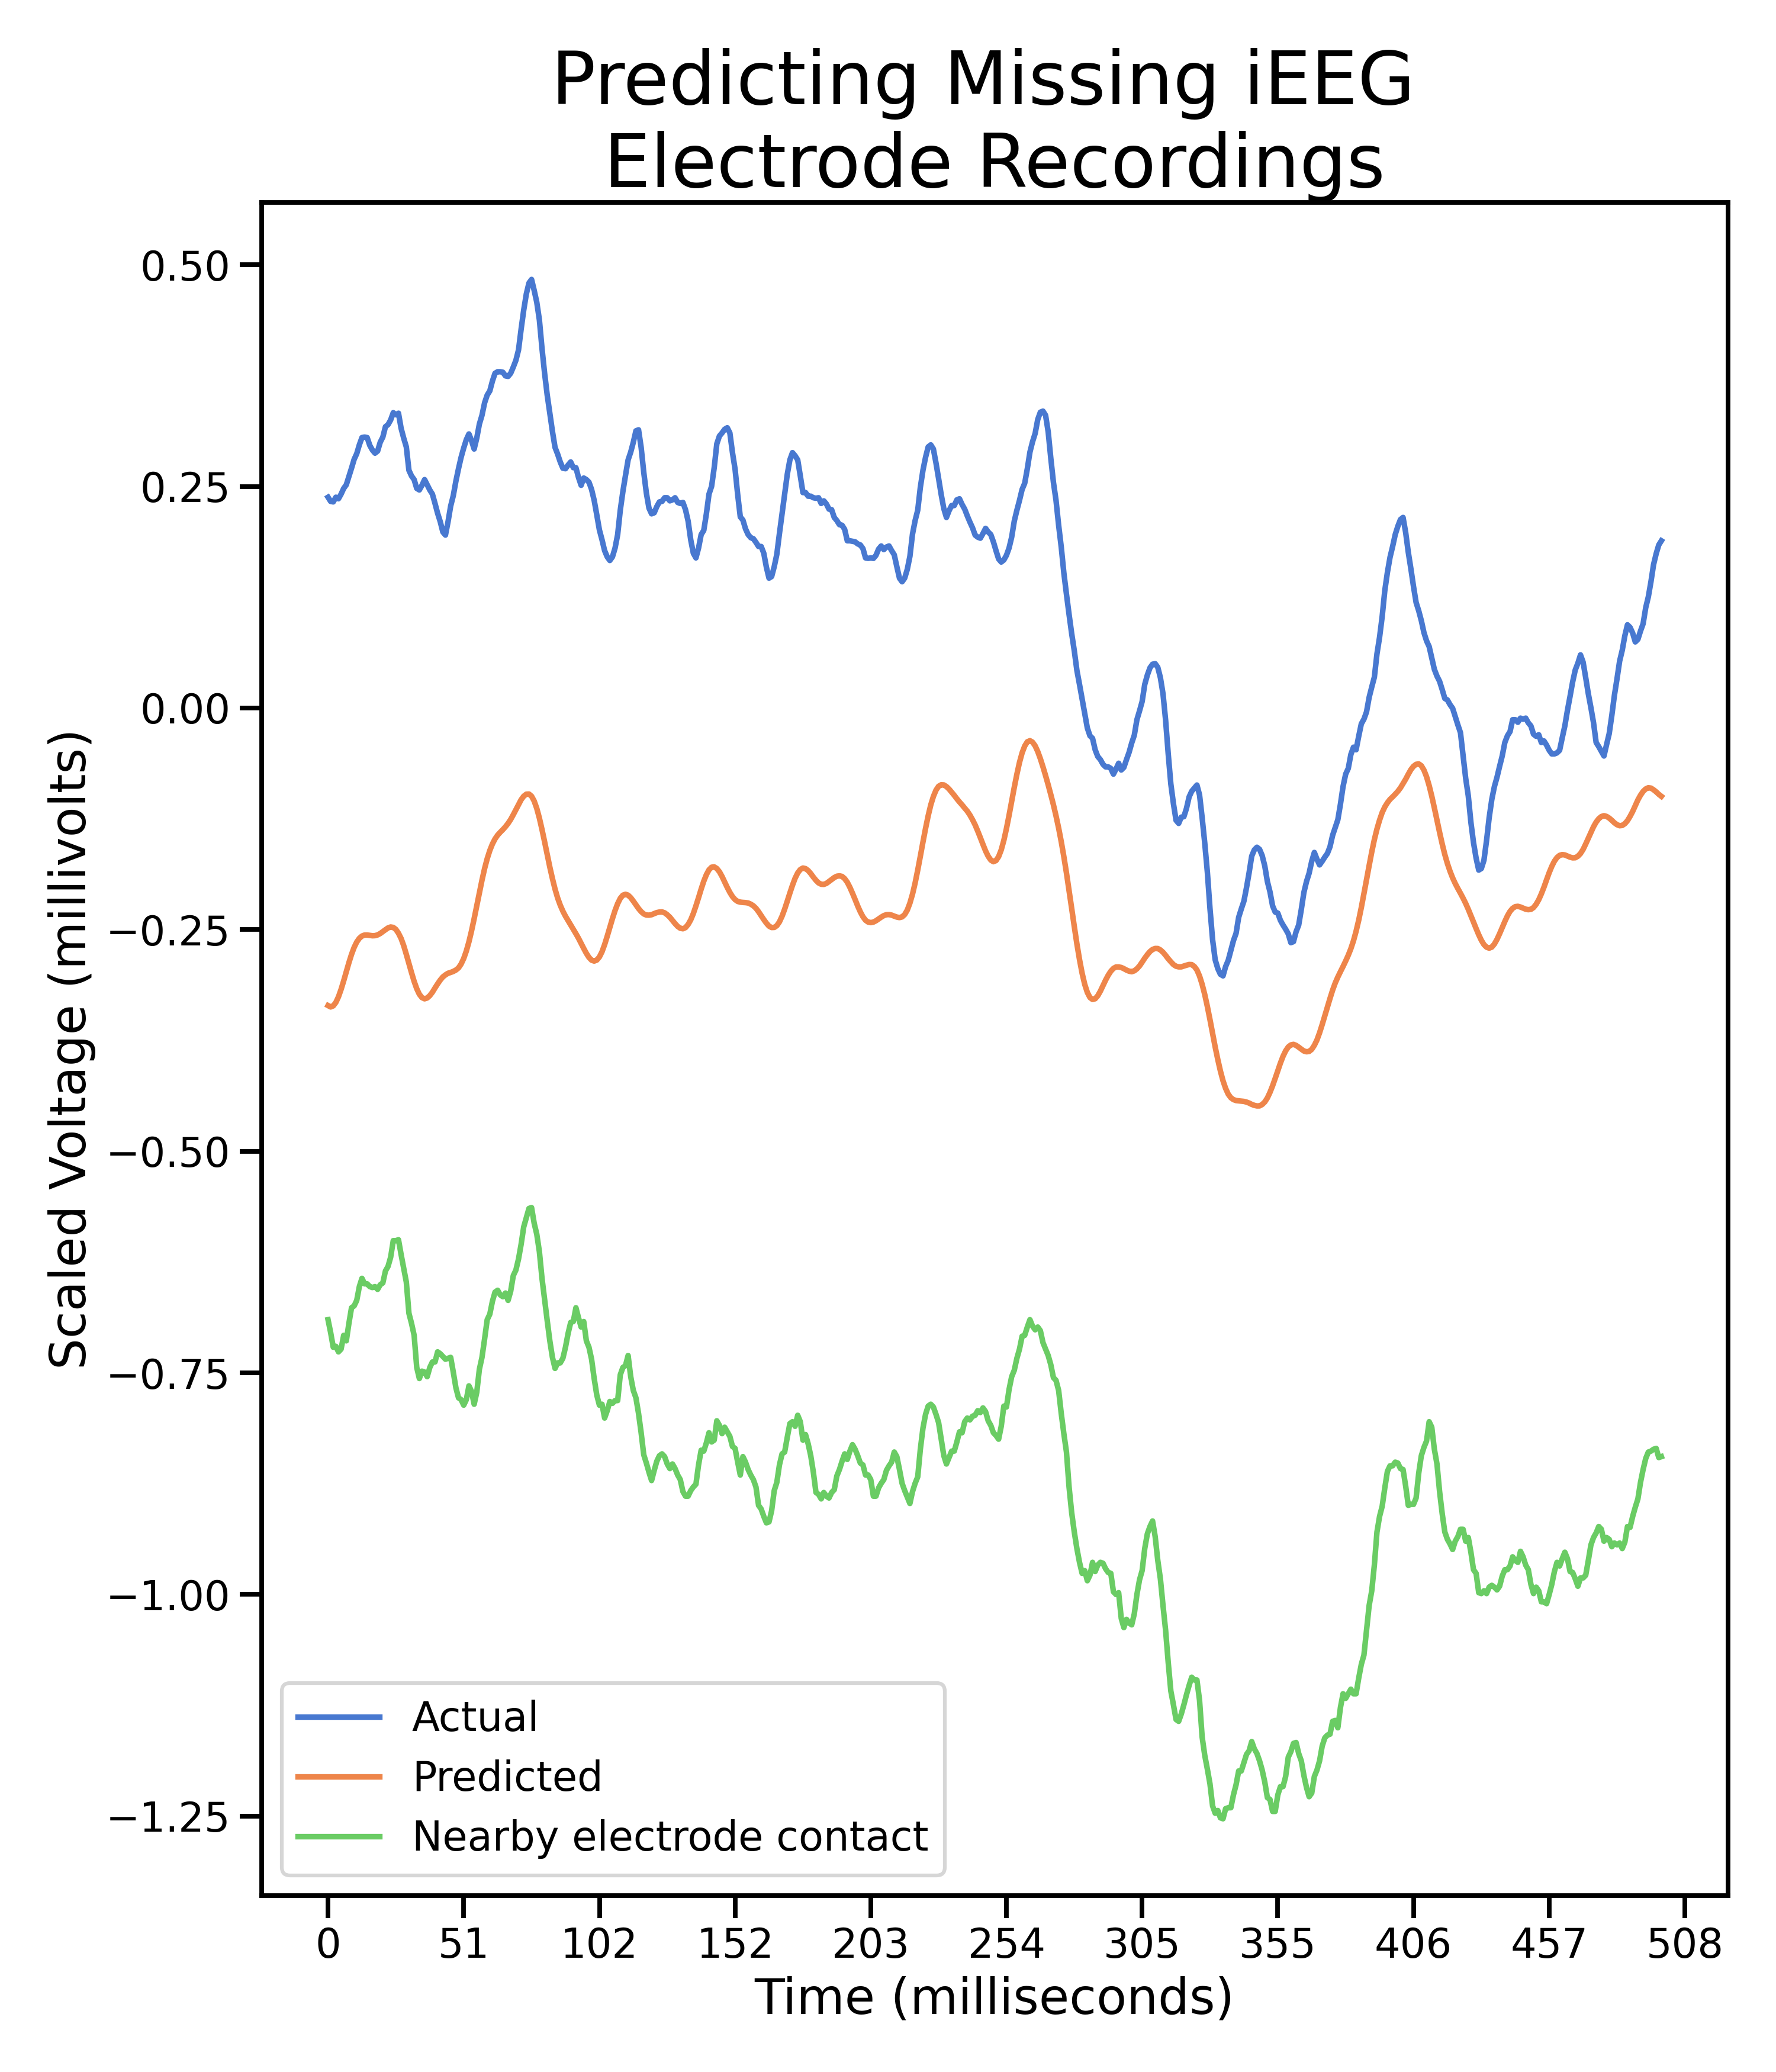 Predicting Missing iEEG
Electrode Recordings
Scaled Voltage (millivolts)
0.50
0.25
0.00
−0.25
−0.50
−0.75
−1.00
−1.25
Actual
Predicted
Nearby electrode contact
0 51 102 152 203 254 305 355 406 457 508
Time (milliseconds)